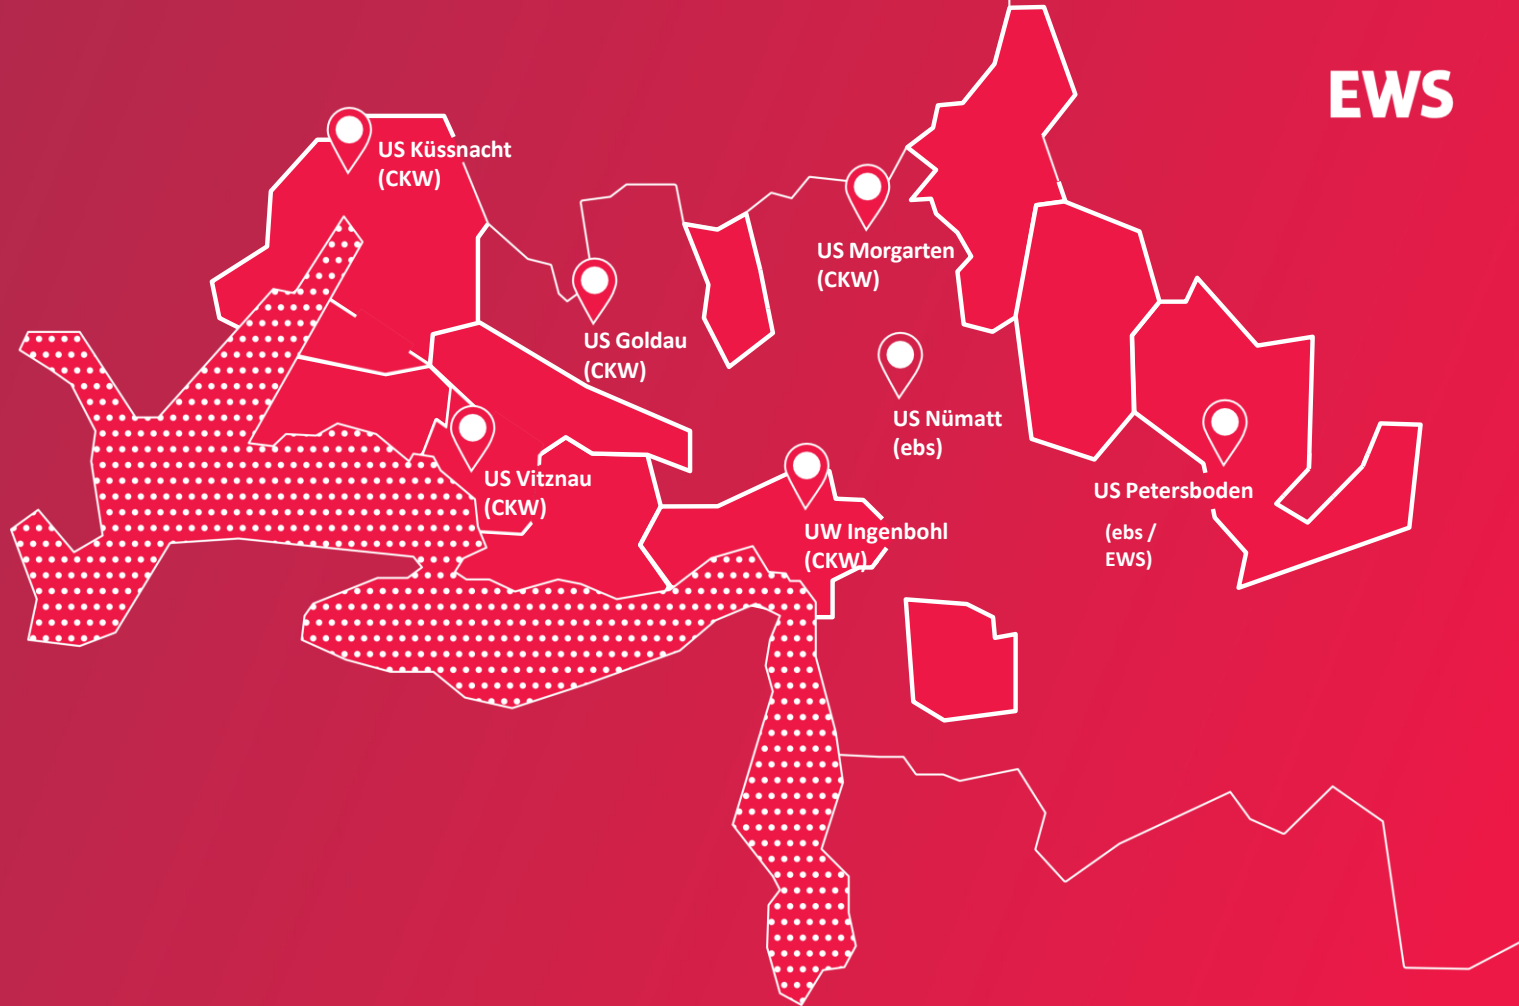 EWS
US Küssnacht
(CKW)
US Morgarten
(CKW)
US Goldau
(CKW)
US Nümatt
(ebs)
US Vitznau
(CKW)
US Petersboden
(ebs /
EWS)
UW Ingenbohl
(CKW)